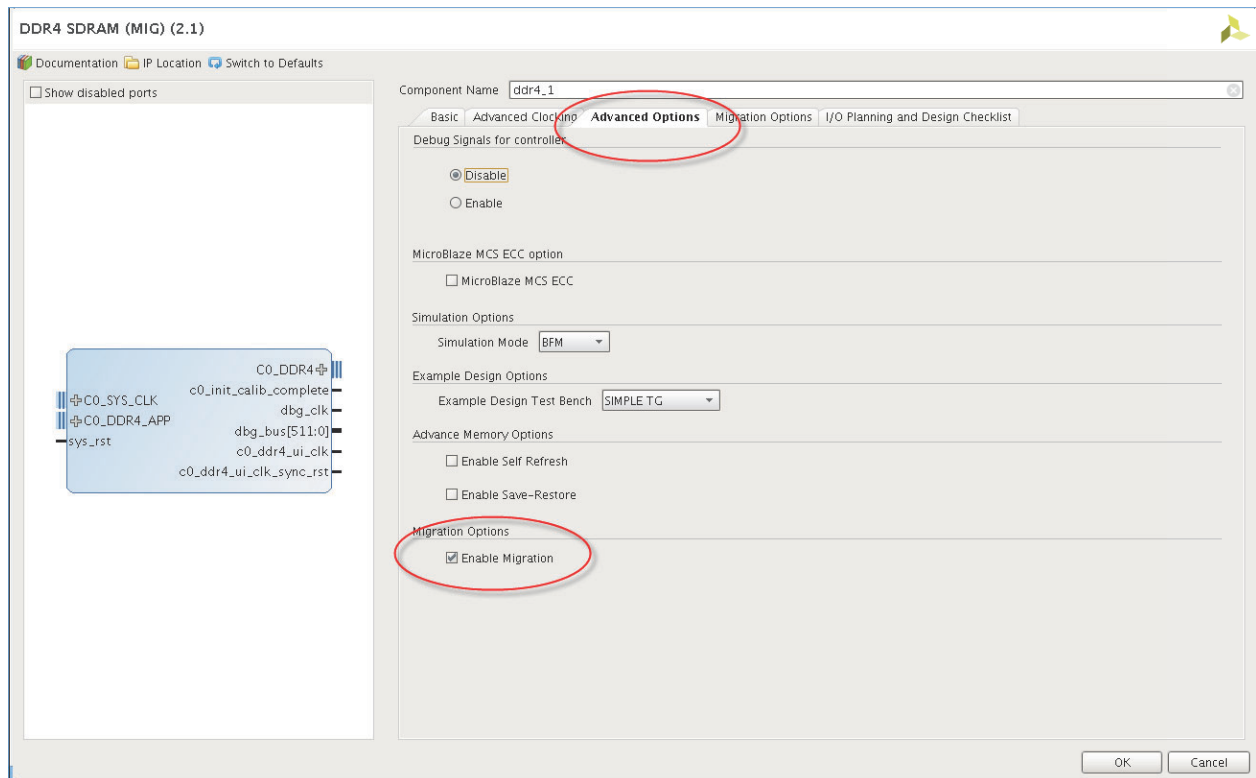 DDR4 SDRAM (MIG) (2.1)
Documentation IP Location Switch to Defaults
Show disabled ports
C0_DDR4
c0_init_calib_complete
C0_SYS_CLK
dbg_clk
C0_DDR4_APP
dbg_bus[511:0]
sys_rst
c0_ddr4_ui_clk
c0_ddr4_ui_clk_sync_rst
Component Name ddr4_1
Basic Advanced Clocking Advanced Options Migration Options I/O Planning and Design Checklist
Debug Signals for controller
Disable
Enable
MicroBlaze MCS ECC option
MicroBlaze MCS ECC
Simulation Options
Simulation Mode BFM
Example Design Options
Example Design Test Bench SIMPLE TG
Advance Memory Options
Enable Self Refresh
Enable Save-Restore
Migration Options
Enable Migration
OK Cancel